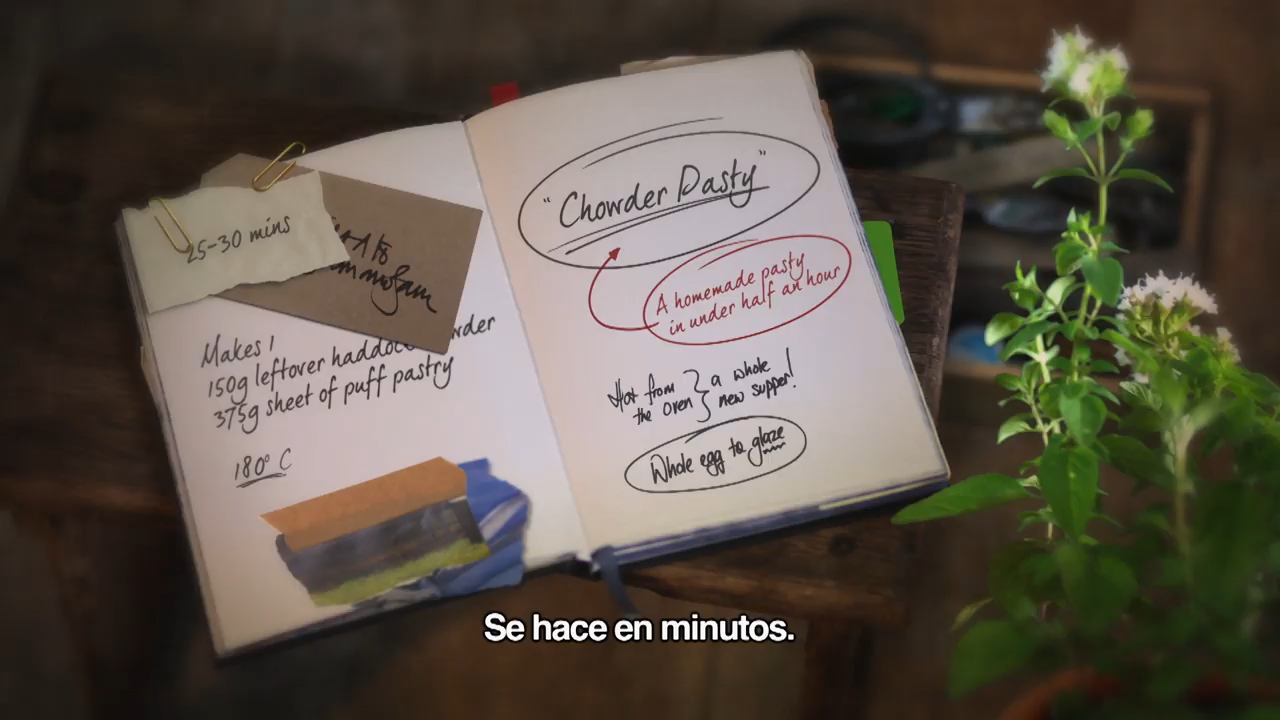 25-30 mins
Makes 1
150g leftover haddock
375g sheet of puff pastry
180° C
"Chowder Pasty"
A homemade pasty
in under half an hour
Hot from
the oven
a whole
new supper!
Whole egg to glaze
Se hace en minutos.